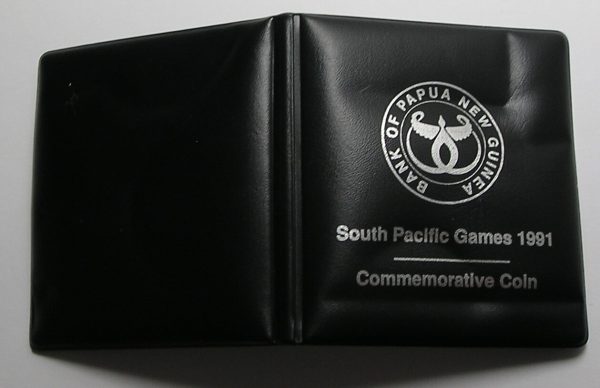 BANK OF PAPUA NEW GUINEA
South Pacific Games 1991
Commemorative Coin